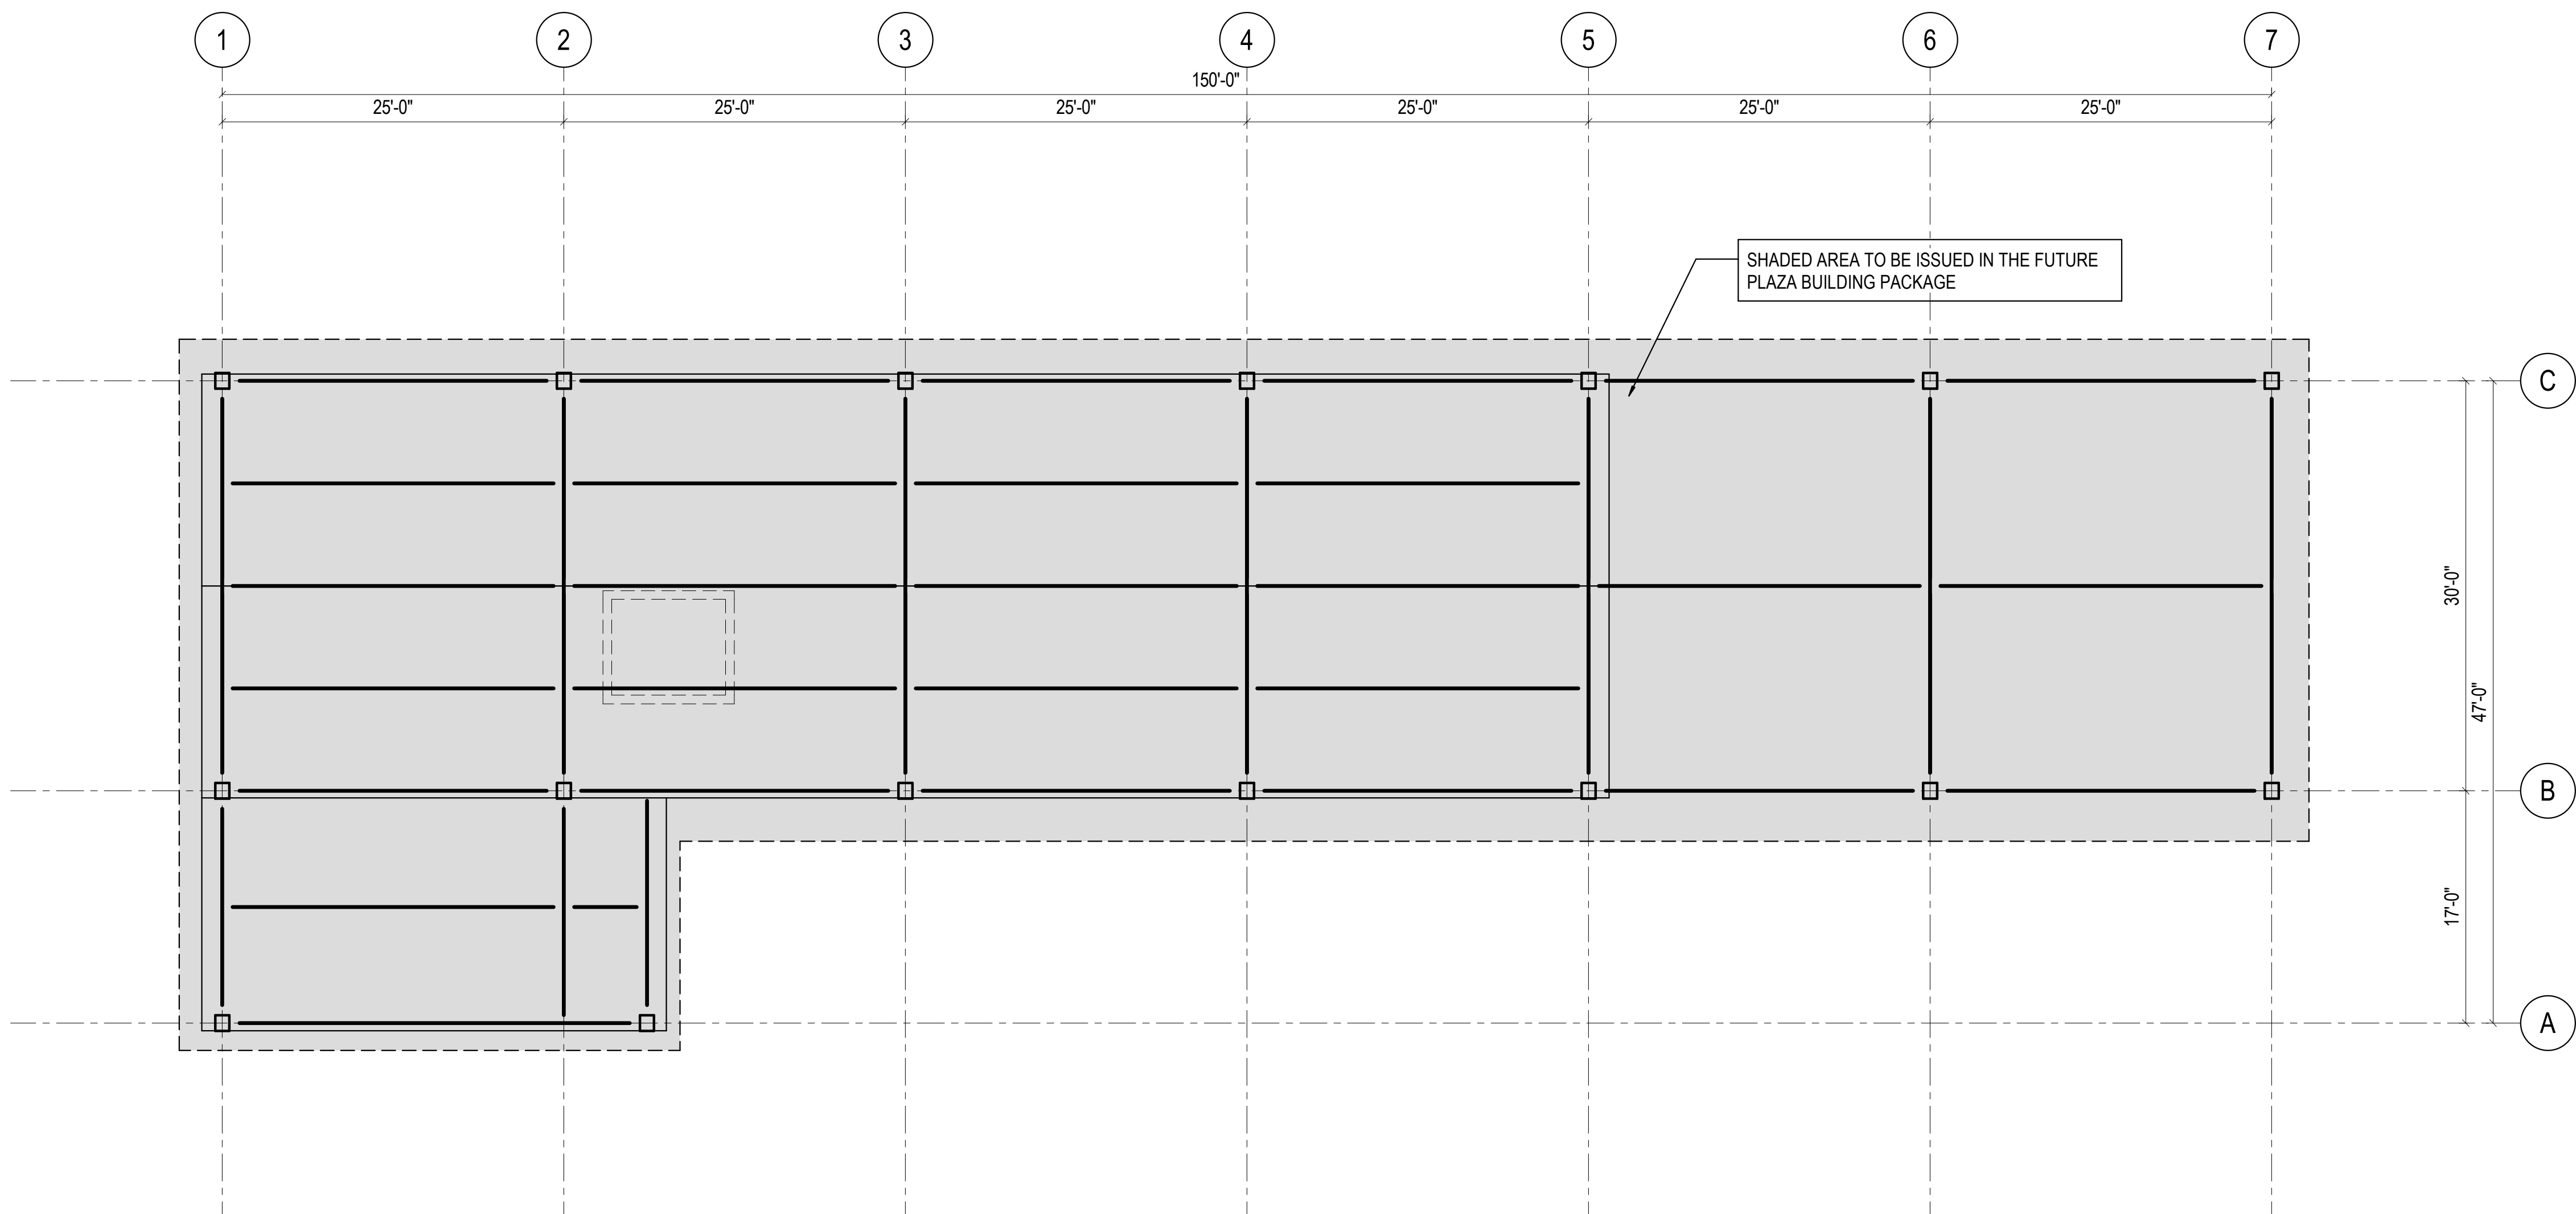 1 2 3 4 5 6 7
150'-0"
25'-0" 25'-0" 25'-0" 25'-0" 25'-0" 25'-0"
SHADED AREA TO BE ISSUED IN THE FUTURE
PLAZA BUILDING PACKAGE
C
30'-0"
47'-0"
B
17'-0"
A